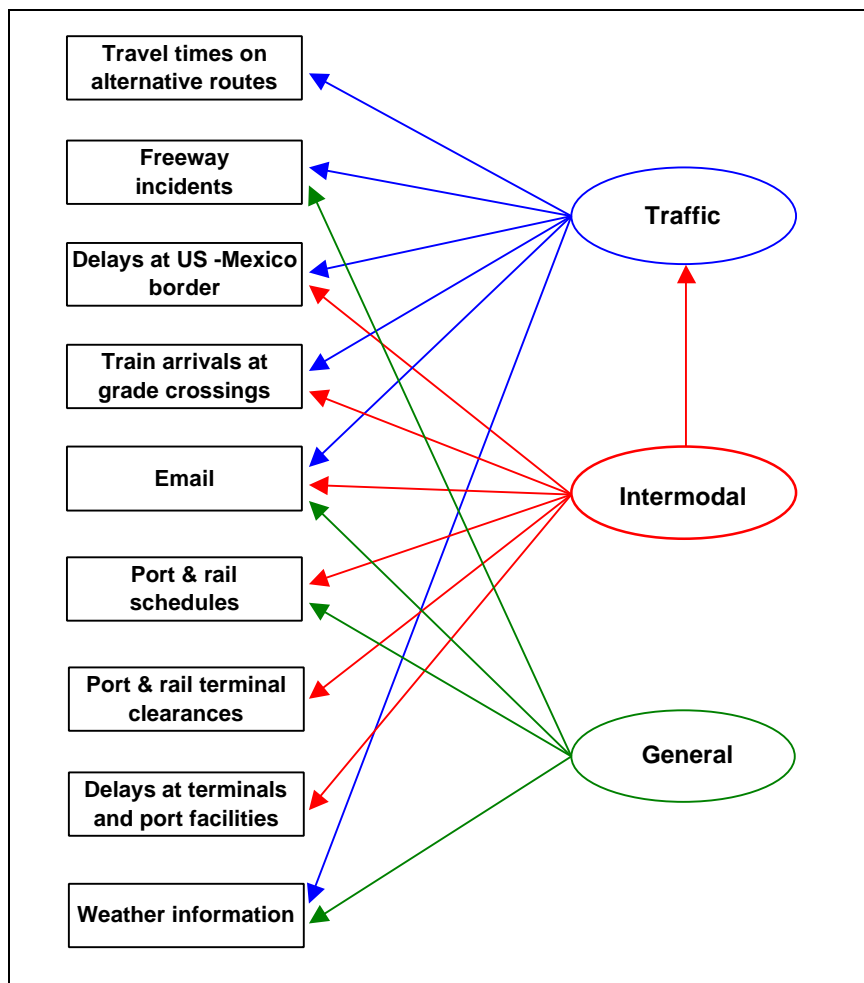 Travel times on
alternative routes
Freeway
incidents
Traffic
Delays at US -Mexico
border
Train arrivals at
grade crossings
Email
Intermodal
Port & rail
schedules
Port & rail terminal
clearances
General
Delays at terminals
and port facilities
Weather information